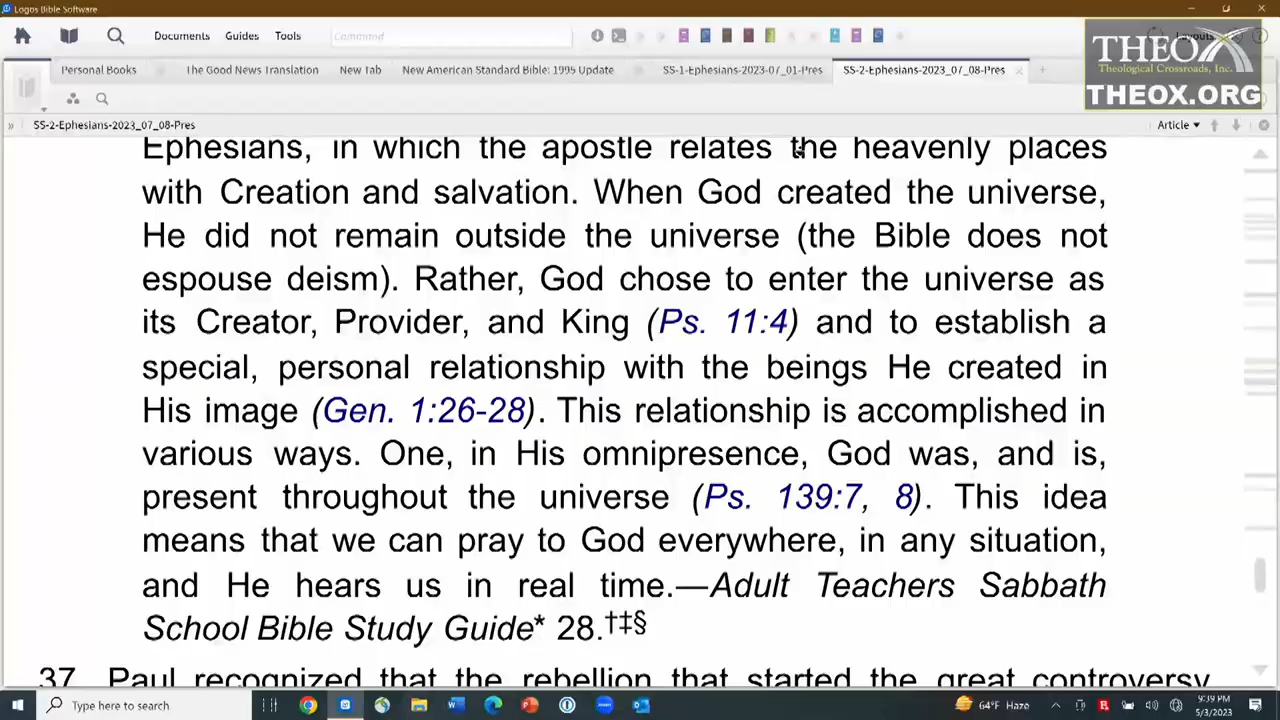 Logos Bible Software
Documents Guides Tools Command Layouts
THEOX
Theological Crossroads, Inc.
THEOX.ORG
Personal Books The Good News Translation New Tab SS-1-Ephesians-2023-07_01-Pres SS-2-Ephesians-2023_07_08-Pres
SS-2-Ephesians-2023_07_08-Pres Article
Ephesians, in which the apostle relates the heavenly places
with Creation and salvation. When God created the universe,
He did not remain outside the universe (the Bible does not
espouse deism). Rather, God chose to enter the universe as
its Creator, Provider, and King (Ps. 11:4) and to establish a
special, personal relationship with the beings He created in
His image (Gen. 1:26-28). This relationship is accomplished in
various ways. One, in His omnipresence, God was, and is,
present throughout the universe (Ps. 139:7, 8). This idea
means that we can pray to God everywhere, in any situation,
and He hears us in real time.—Adult Teachers Sabbath
School Bible Study Guide* 28.†‡§
37. Paul recognized that the rebellion that started the great controversy
Type here to search 64°F Haze 9:39 PM
5/3/2023